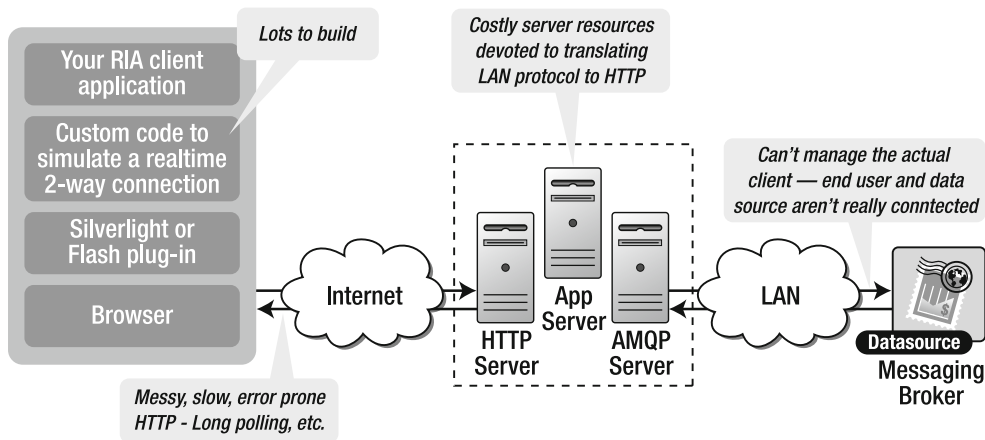 Your RIA client
application
Lots to build
Custom code to
simulate a realtime
2-way connection
Silverlight or
Flash plug-in
Browser
Internet
Messy, slow, error prone
HTTP - Long polling, etc.
Costly server resources
devoted to translating
LAN protocol to HTTP
HTTP
Server
App
Server
AMQP
Server
LAN
Can't manage the actual
client — end user and data
source aren't really conntected
$
Datasource
Messaging
Broker